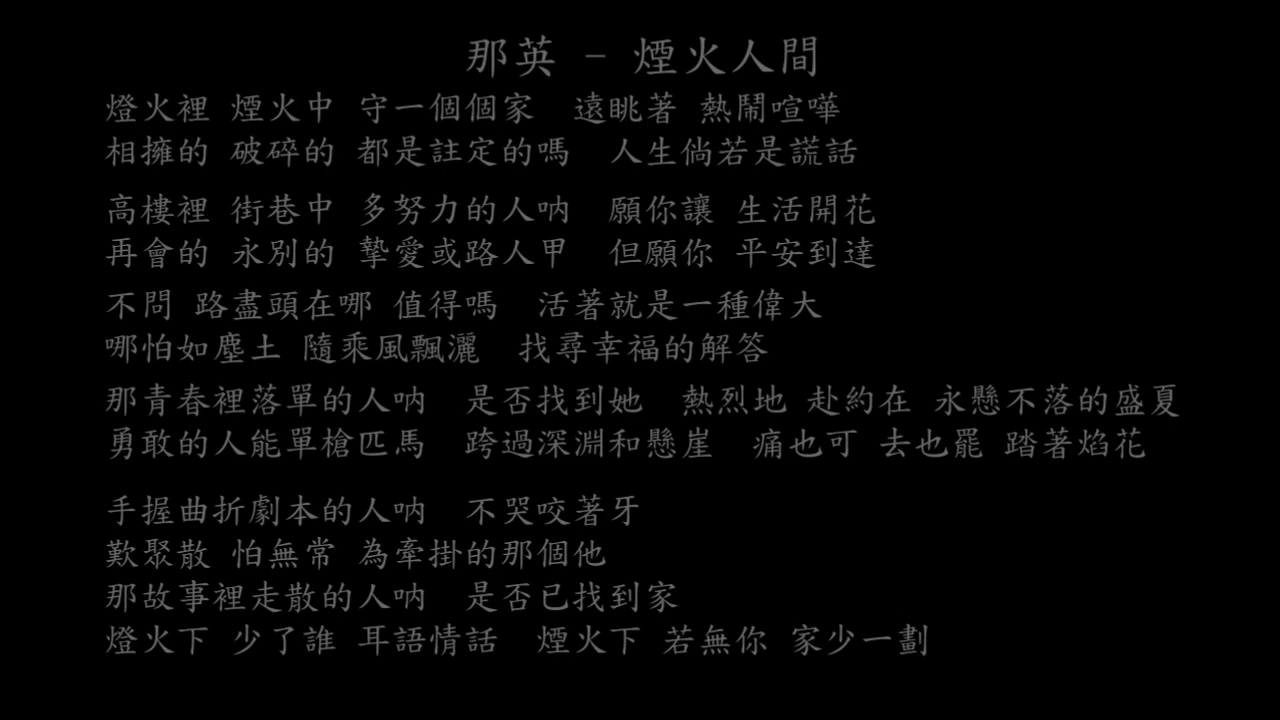 那英 - 煙火人間
燈火裡 煙火中 守一個個家　遠眺著 熱鬧喧嘩
相擁的 破碎的 都是註定的嗎　人生倘若是謊話
高樓裡 街巷中 多努力的人吶　願你讓 生活開花
再會的 永別的 摯愛或路人甲　但願你 平安到達
不問 路盡頭在哪 值得嗎　活著就是一種偉大
哪怕如塵土 隨乘風飄灑　找尋幸福的解答
那青春裡落單的人吶　是否找到她　熱烈地 赴約在 永懸不落的盛夏
勇敢的人能單槍匹馬　跨過深淵和懸崖　痛也可 去也罷 踏著焰花
手握曲折劇本的人吶　不哭咬著牙
歎聚散 怕無常 為牽掛的那個他
那故事裡走散的人吶　是否已找到家
燈火下 少了誰 耳語情話　煙火下 若無你 家少一劃